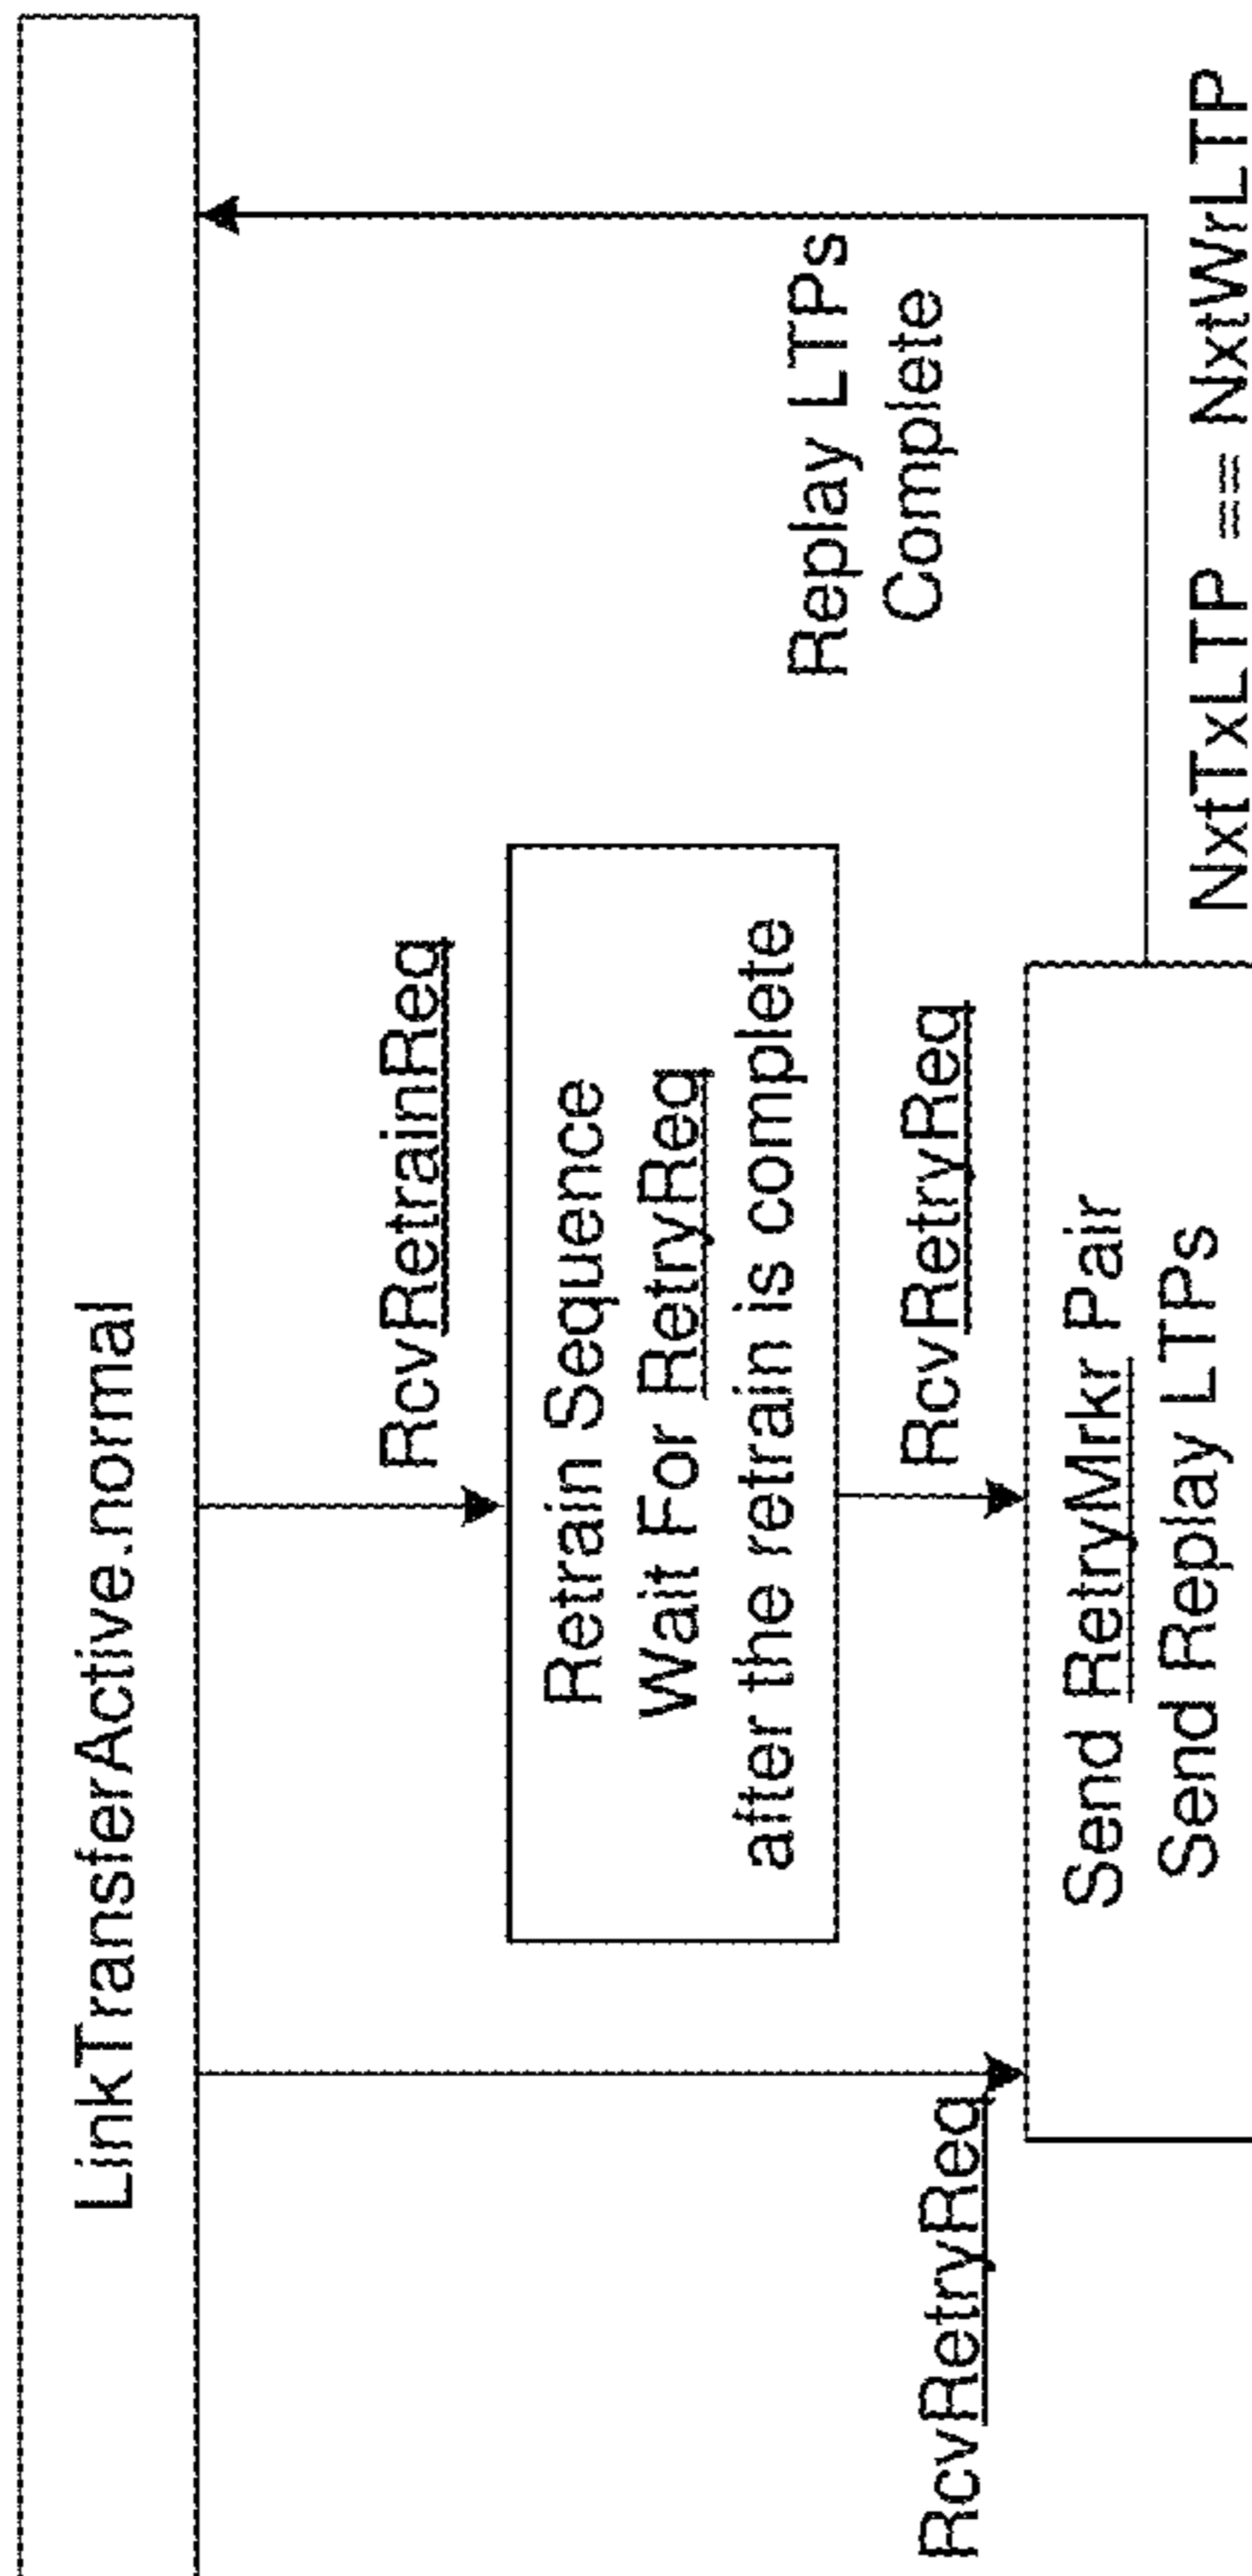 LinkTransferActive.normal
RcvRetrainReq
Retrain Sequence
Wait For RetryReq
after the retrain is complete
Replay LTPs
Complete
RcvRetryReq
RcvRetryReq
Send RetryMrkr Pair
Send Replay LTPs
NxtTxLTP == NxtWrLTP